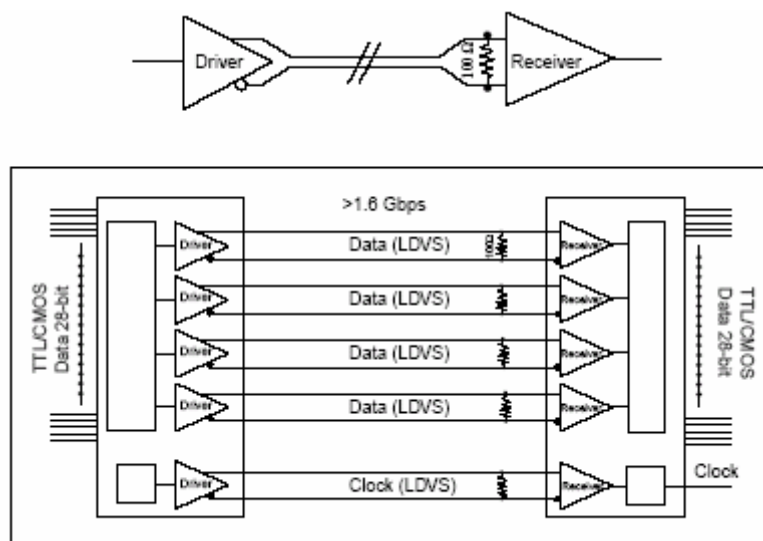 Driver
100 Ω
Receiver
>1.6 Gbps
TTL/CMOS
Data 28-bit
Driver
Data (LDVS)
100Ω
Receiver
Driver
Data (LDVS)
Receiver
Driver
Data (LDVS)
Receiver
Driver
Data (LDVS)
Receiver
TTL/CMOS
Data 28-bit
Driver
Clock (LDVS)
Receiver
Clock